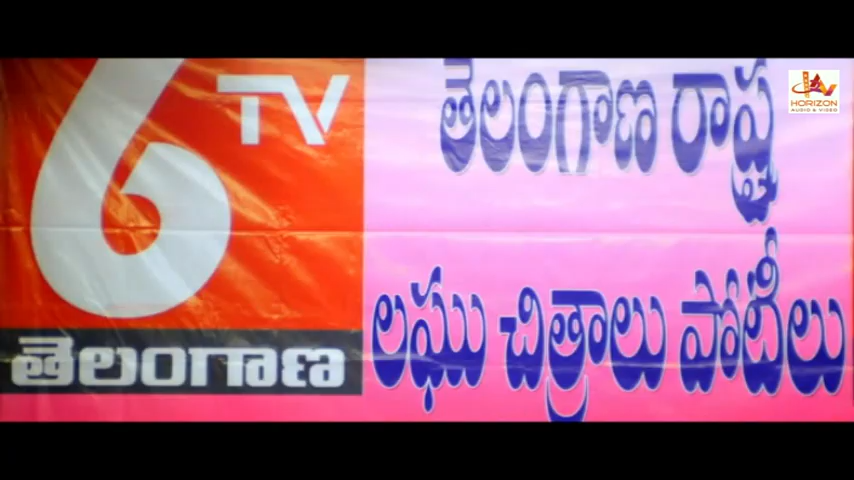 6
TV
తెలంగాణ
తెలంగాణ రాష్ట్ర
లఘు చిత్రాలు పోటీలు
HORIZON
AUDIO & VIDEO